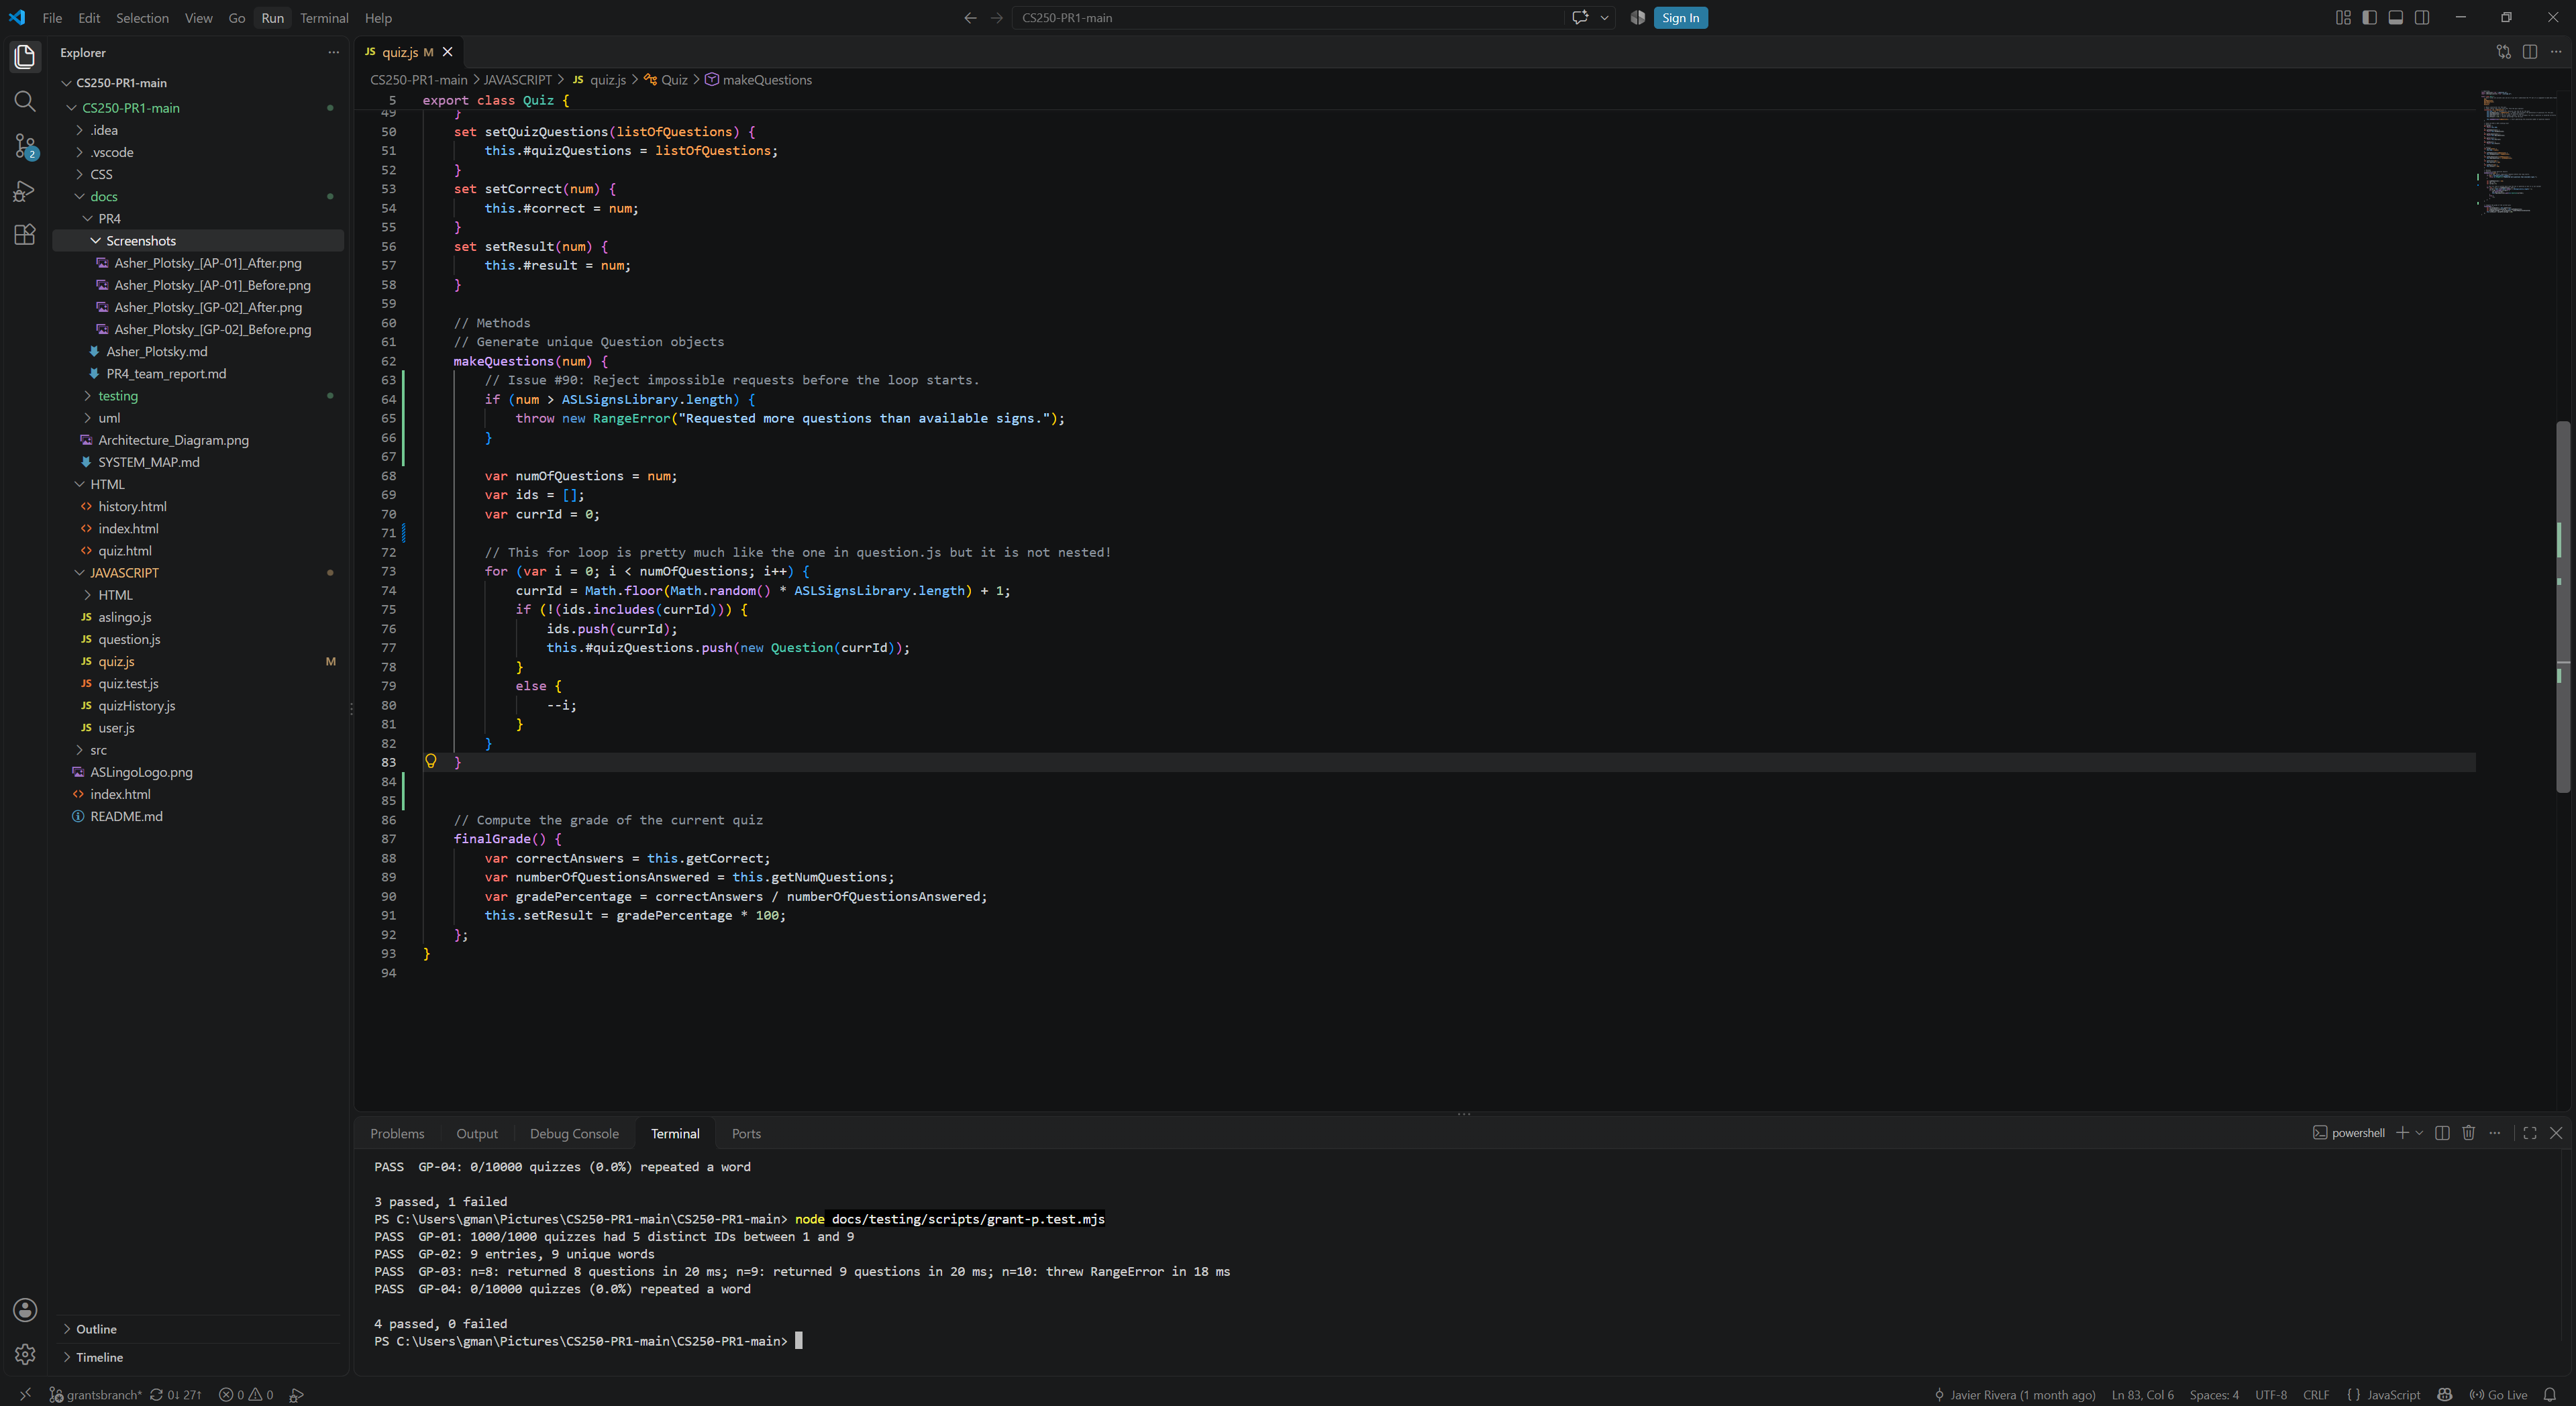 File Edit Selection View Go Run Terminal Help
CS250-PR1-main
Sign In
Explorer
CS250-PR1-main
CS250-PR1-main
.idea
.vscode
CSS
docs
PR4
Screenshots
Asher_Plotsky_[AP-01]_After.png
Asher_Plotsky_[AP-01]_Before.png
Asher_Plotsky_[GP-02]_After.png
Asher_Plotsky_[GP-02]_Before.png
Asher_Plotsky.md
PR4_team_report.md
testing
uml
Architecture_Diagram.png
SYSTEM_MAP.md
HTML
history.html
index.html
quiz.html
JAVASCRIPT
HTML
JS aslingo.js
JS question.js
JS quiz.js M
JS quiz.test.js
JS quizHistory.js
JS user.js
src
ASLingoLogo.png
index.html
README.md
Outline
Timeline
JS quiz.js M
CS250-PR1-main > JAVASCRIPT > JS quiz.js > Quiz > makeQuestions
5 export class Quiz {
49 }
50 set setQuizQuestions(listOfQuestions) {
51 this.#quizQuestions = listOfQuestions;
52 }
53 set setCorrect(num) {
54 this.#correct = num;
55 }
56 set setResult(num) {
57 this.#result = num;
58 }
59
60 // Methods
61 // Generate unique Question objects
62 makeQuestions(num) {
63 // Issue #90: Reject impossible requests before the loop starts.
64 if (num > ASLSignsLibrary.length) {
65 throw new RangeError("Requested more questions than available signs.");
66 }
67
68 var numOfQuestions = num;
69 var ids = [];
70 var currId = 0;
71
72 // This for loop is pretty much like the one in question.js but it is not nested!
73 for (var i = 0; i < numOfQuestions; i++) {
74 currId = Math.floor(Math.random() * ASLSignsLibrary.length) + 1;
75 if (!(ids.includes(currId))) {
76 ids.push(currId);
77 this.#quizQuestions.push(new Question(currId));
78 }
79 else {
80 --i;
81 }
82 }
83 }
84
85
86 // Compute the grade of the current quiz
87 finalGrade() {
88 var correctAnswers = this.getCorrect;
89 var numberOfQuestionsAnswered = this.getNumQuestions;
90 var gradePercentage = correctAnswers / numberOfQuestionsAnswered;
91 this.setResult = gradePercentage * 100;
92 };
93 }
94
Problems Output Debug Console Terminal Ports
powershell
PASS GP-04: 0/10000 quizzes (0.0%) repeated a word
3 passed, 1 failed
PS C:\Users\gman\Pictures\CS250-PR1-main\CS250-PR1-main> node docs/testing/scripts/grant-p.test.mjs
PASS GP-01: 1000/1000 quizzes had 5 distinct IDs between 1 and 9
PASS GP-02: 9 entries, 9 unique words
PASS GP-03: n=8: returned 8 questions in 20 ms; n=9: returned 9 questions in 20 ms; n=10: threw RangeError in 18 ms
PASS GP-04: 0/10000 quizzes (0.0%) repeated a word
4 passed, 0 failed
PS C:\Users\gman\Pictures\CS250-PR1-main\CS250-PR1-main>
2
grantsbranch* 0↓ 27↑ 0 0
Javier Rivera (1 month ago) Ln 83, Col 6 Spaces: 4 UTF-8 CRLF { } JavaScript Go Live